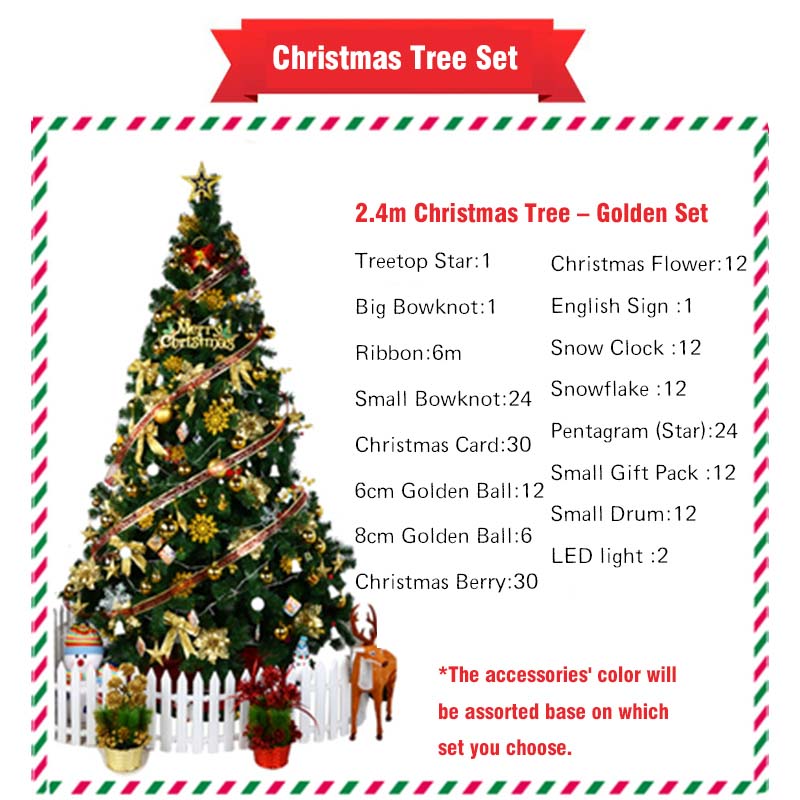 Christmas Tree Set
2.4m Christmas Tree – Golden Set
Treetop Star:1
Big Bowknot:1
Ribbon:6m
Small Bowknot:24
Christmas Card:30
6cm Golden Ball:12
8cm Golden Ball:6
Christmas Berry:30
Christmas Flower:12
English Sign :1
Snow Clock :12
Snowflake :12
Pentagram (Star):24
Small Gift Pack :12
Small Drum:12
LED light :2
*The accessories' color will
be assorted base on which
set you choose.
Merry
Christmas